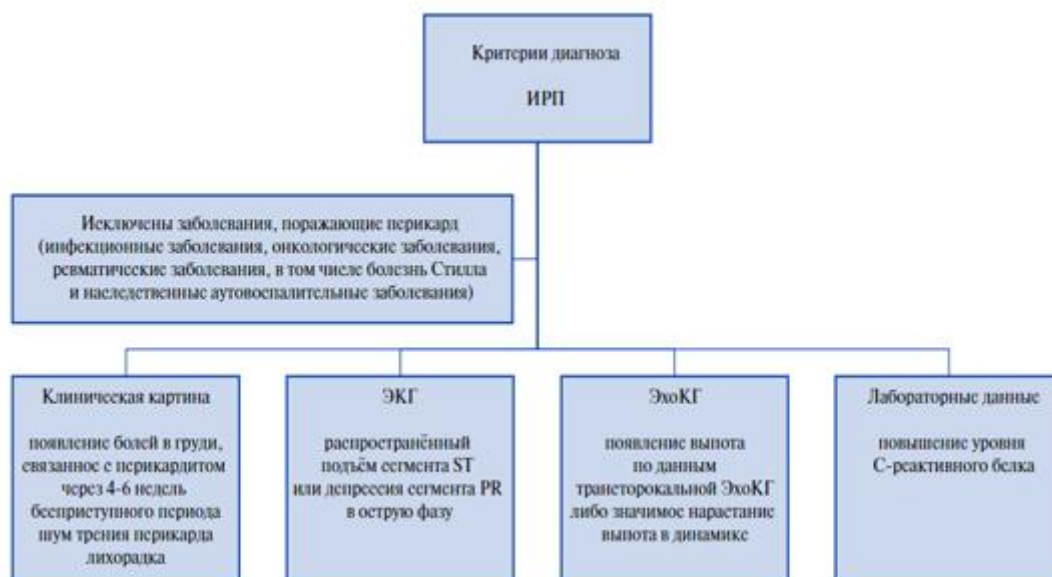 Критерии диагноза
ИРП
Исключены заболевания, поражающие перикард
(инфекционные заболевания, онкологические заболевания,
ревматические заболевания, в том числе болезнь Стилла
и наследственные аутовоспалительные заболевания)
Клиническая картина
появление болей в груди,
связанное с перикардитом
через 4-6 недель
бесприступного периода
шум трения перикарда
лихорадка
ЭКГ
распространённый
подъём сегмента ST
или депрессия сегмента PR
в острую фазу
ЭхоКГ
появление выпота
по данным
трансторокальной ЭхоКГ
либо значимое нарастание
выпота в динамике
Лабораторные данные
повышение уровня
С-реактивного белка